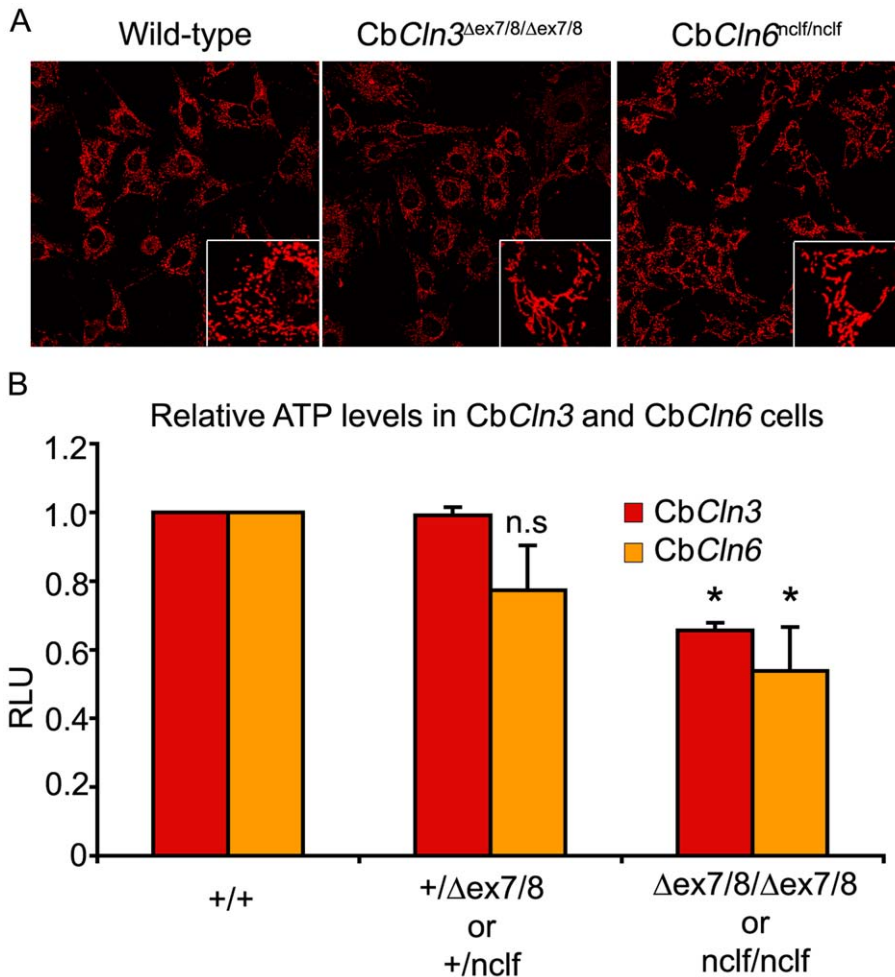 A
Wild-type
CbCln3Δex7/8/Δex7/8
CbCln6nclf/nclf
B
Relative ATP levels in CbCln3 and CbCln6 cells
1.2
1.0
0.8
0.6
0.4
0.2
0
RLU
n.s
CbCln3
CbCln6
*
*
+/+
+/Δex7/8
or
+/nclf
Δex7/8/Δex7/8
or
nclf/nclf